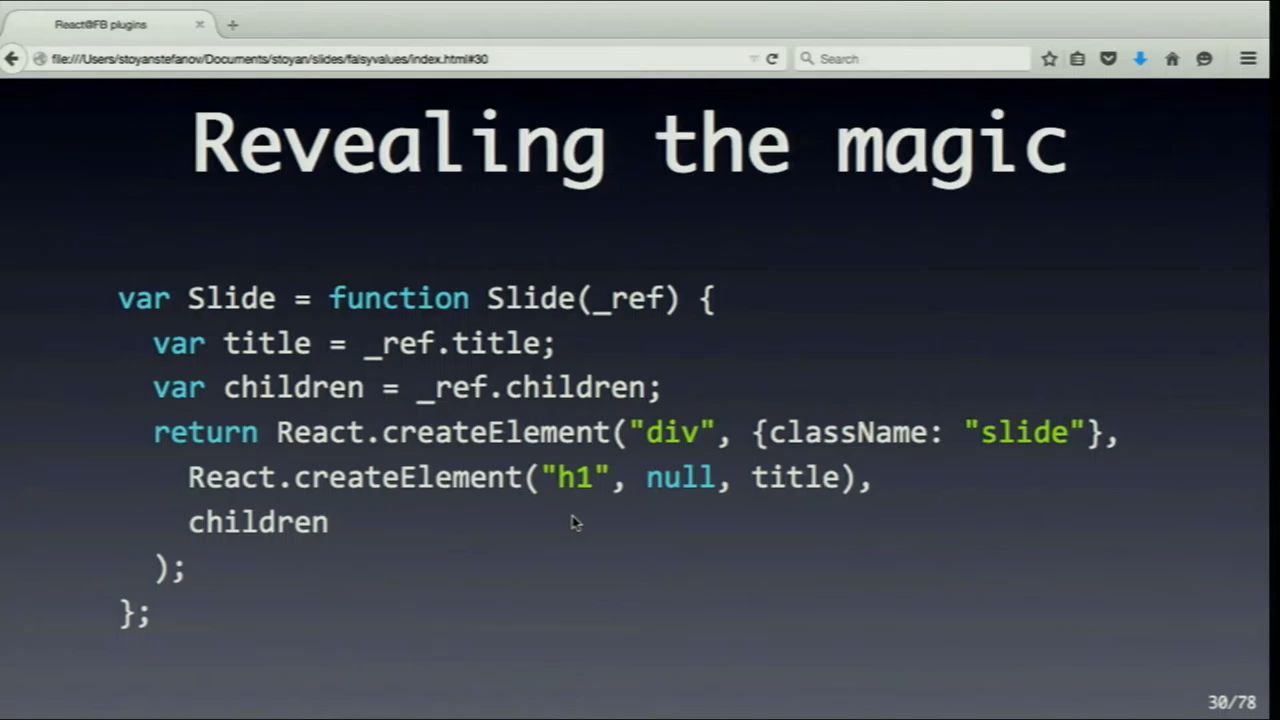 React@FB plugins
file:///Users/stoyanstefanov/Documents/stoyan/slides/falsyvalues/index.html#30
Search
Revealing the magic
var Slide = function Slide(_ref) {
var title = _ref.title;
var children = _ref.children;
return React.createElement("div", {className: "slide"},
React.createElement("h1", null, title),
children
);
};
30/78